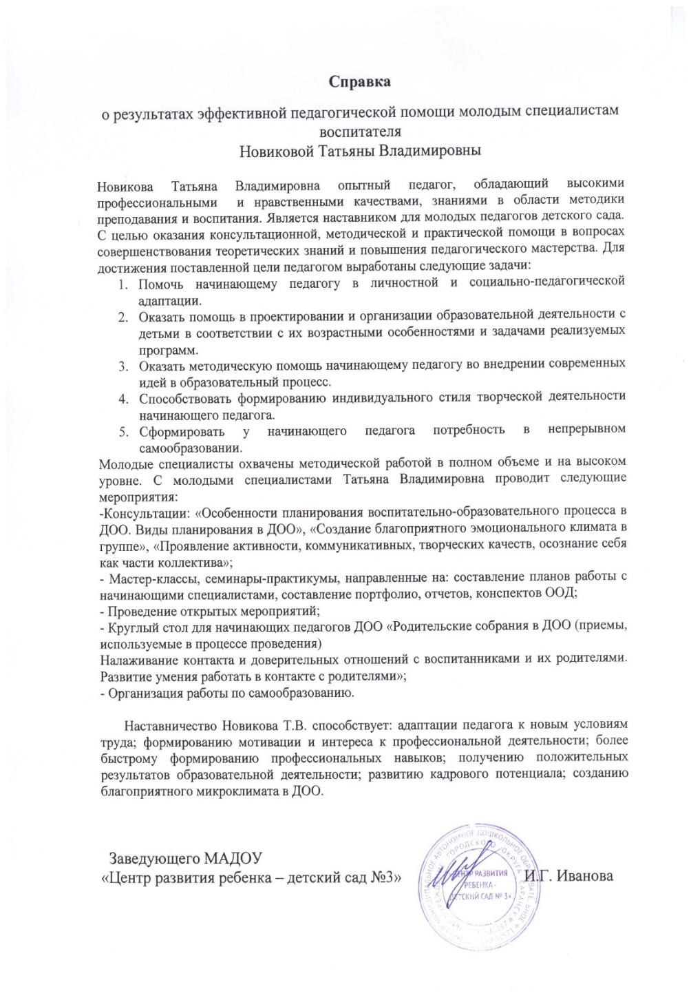 Справка
о результатах эффективной педагогической помощи молодым специалистам
воспитателя
Новиковой Татьяны Владимировны
Новикова Татьяна Владимировна опытный педагог, обладающий высокими
профессиональными и нравственными качествами, знаниями в области методики
преподавания и воспитания. Является наставником для молодых педагогов детского сада.
С целью оказания консультационной, методической и практической помощи в вопросах
совершенствования теоретических знаний и повышения педагогического мастерства. Для
достижения поставленной цели педагогом выработаны следующие задачи:
1. Помочь начинающему педагогу в личностной и социально-педагогической
адаптации.
2. Оказать помощь в проектировании и организации образовательной деятельности с
детьми в соответствии с их возрастными особенностями и задачами реализуемых
программ.
3. Оказать методическую помощь начинающему педагогу во внедрении современных
идей в образовательный процесс.
4. Способствовать формированию индивидуального стиля творческой деятельности
начинающего педагога.
5. Сформировать у начинающего педагога потребность в непрерывном
самообразовании.
Молодые специалисты охвачены методической работой в полном объеме и на высоком
уровне. С молодыми специалистами Татьяна Владимировна проводит следующие
мероприятия:
-Консультации: «Особенности планирования воспитательно-образовательного процесса в
ДОО. Виды планирования в ДОО», «Создание благоприятного эмоционального климата в
группе», «Проявление активности, коммуникативных, творческих качеств, осознание себя
как части коллектива»;
- Мастер-классы, семинары-практикумы, направленные на: составление планов работы с
начинающими специалистами, составление портфолио, отчетов, конспектов ООД;
- Проведение открытых мероприятий;
- Круглый стол для начинающих педагогов ДОО «Родительские собрания в ДОО (приемы,
используемые в процессе проведения)
Налаживание контакта и доверительных отношений с воспитанниками и их родителями.
Развитие умения работать в контакте с родителями»;
- Организация работы по самообразованию.
Наставничество Новикова Т.В. способствует: адаптации педагога к новым условиям
труда; формированию мотивации и интереса к профессиональной деятельности; более
быстрому формированию профессиональных навыков; получению положительных
результатов образовательной деятельности; развитию кадрового потенциала; созданию
благоприятного микроклимата в ДОО.
Заведующего МАДОУ
«Центр развития ребенка – детский сад №3»
И.Г. Иванова
МУНИЦИПАЛЬНОЕ АВТОНОМНОЕ ДОШКОЛЬНОЕ
ГОРОДСКОГО ОКРУГА САРАНСК
РАЗВИТИЯ
РЕБЕНКА -
ДЕТСКИЙ САД № 3»